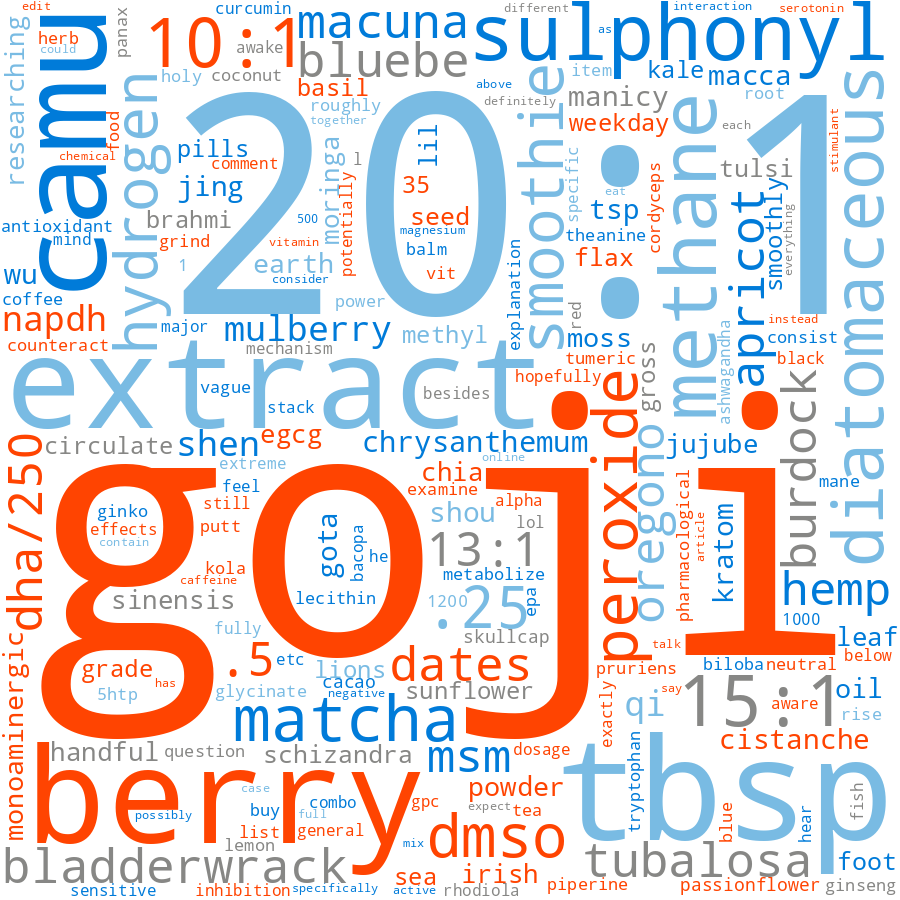 edit
curcumin
different
interaction
serotonin
herb
could
panax
10:1
awake
macuna
sulphonyl
as
researching
camu
holy
coconut
bluebe
above
item
kale
macca
root
basil
roughly
together
definitely
manicy
weekday
each
stimulant
chemical
food
hydrogen
pills
comment
jing
moringa
l
lil
20:1
smoothie
specific
tulsi
methane
diatomaceous
35
seed
magnesium
tsp
eat
cordyceps
apricot
smoothly
everything
antioxidant
mind
brahmi
grind
500
potentially
vitamin
balm
theanine
wu
1
earth
consider
vit
flax
explanation
coffee
napdh
power
red
instead
major
mulberry
methyl
moss
consist
counteract
mechanism
tumeric
black
ashwagandha
extract
vague
stack
besides
hopefully
gross
peroxide
burdock
circulate
shen
egcg
chrysanthemum
jujube
online
extreme
feel
chia
examine
alpha
oregono
mane
dha/250
goji
ginko
effects
contain
still
putt
gota
bacopa
he
shou
lol
13:1
pharmacological
article
kratom
kola
caffeine
metabolize
hemp
sinensis
lecithin
1200
.25
epa
1000
fully
skullcap
leaf
talk
below
monoaminergic
grade
5htp
has
.5
etc
lions
dates
pruriens
biloba
neutral
glycinate
cacao
negative
sunflower
exactly
say
qi
15:1
aware
oil
rise
matcha
cistanche
handful
question
schizandra
msm
dosage
tbsp
berry
case
powder
tryptophan
fish
possibly
buy
combo
full
gpc
expect
tea
blue
hear
list
general
lemon
mix
dmso
bladderwrack
tubalosa
foot
sea
irish
sensitive
inhibition
specifically
active
rhodiola
piperine
passionflower
ginseng